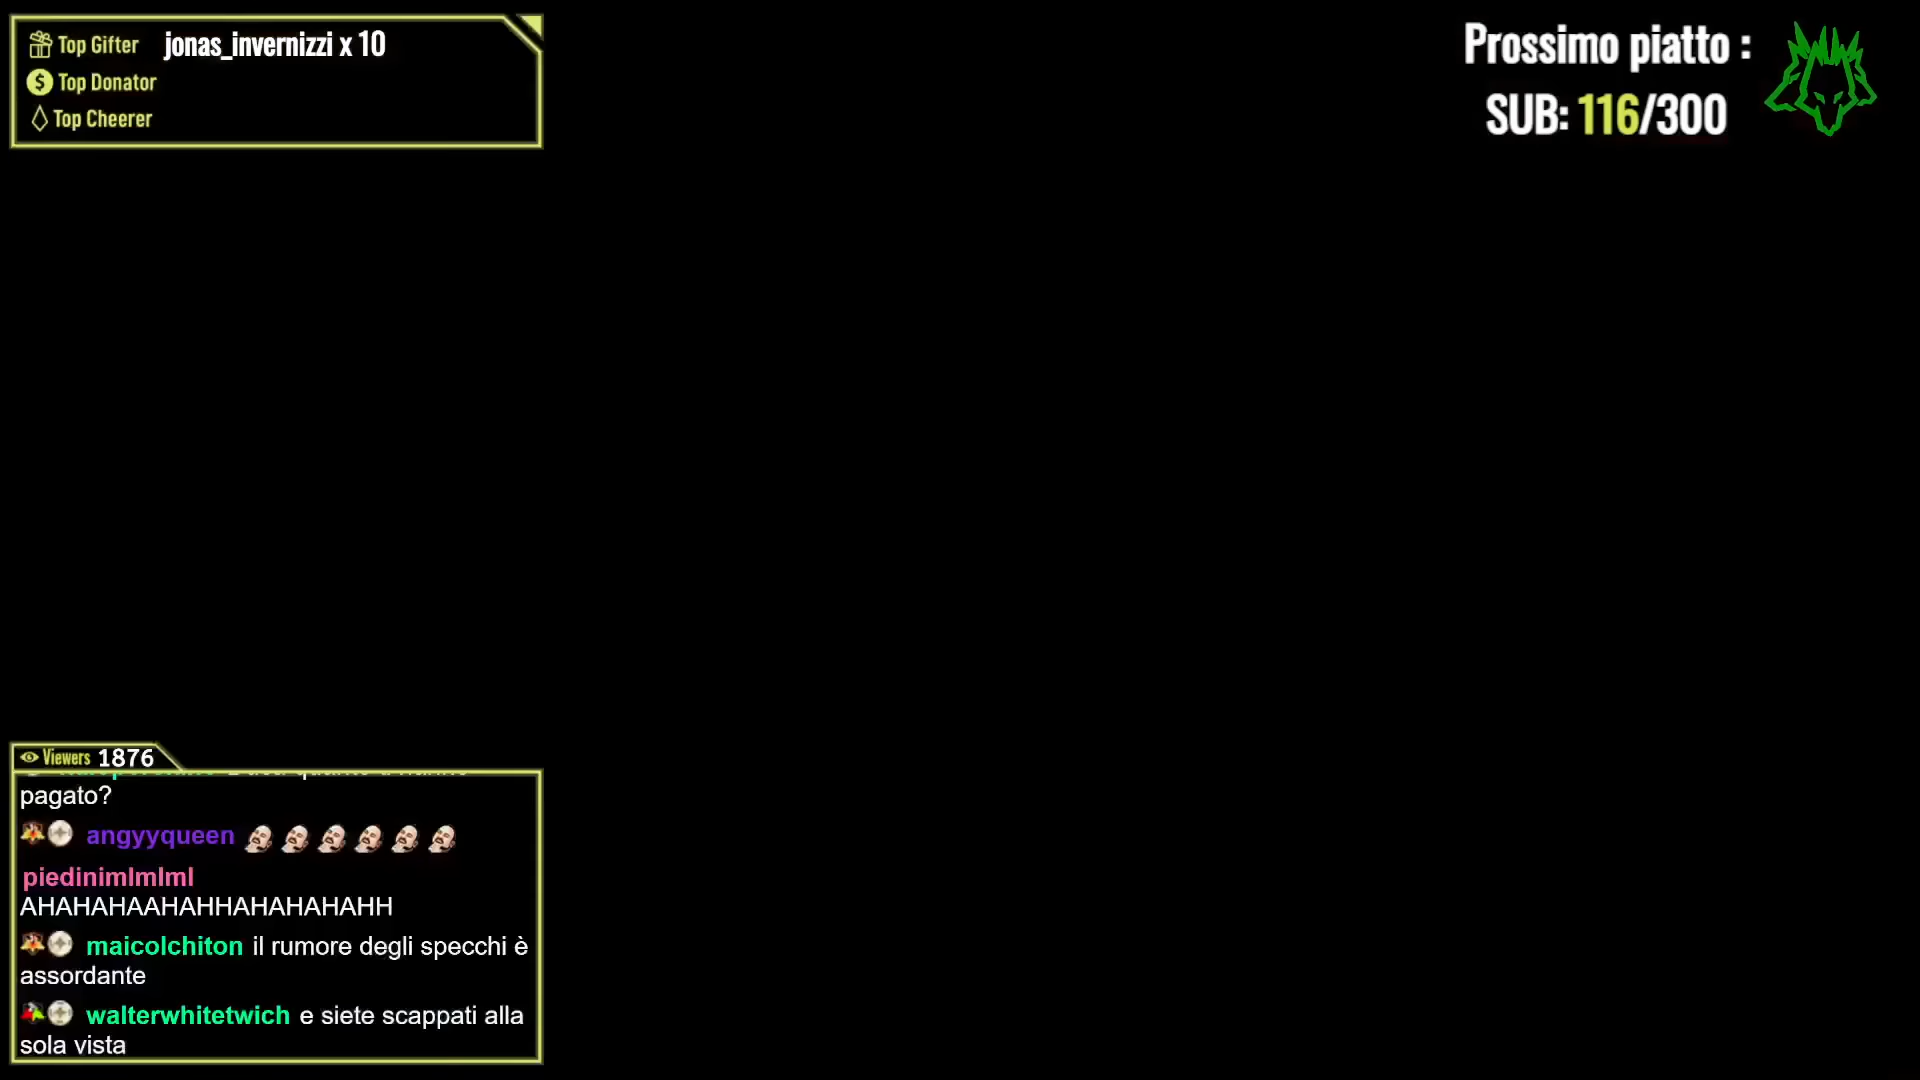 Top Gifter jonas_invernizzi x 10
Top Donator
Top Cheerer
Prossimo piatto :
SUB: 116/300
Viewers 1876
pagato?
angyyqueen
piedinimlmlml
AHAHAHAAHAHHAHAHAHAHH
maicolchiton il rumore degli specchi è
assordante
walterwhitetwich e siete scappati alla
sola vista